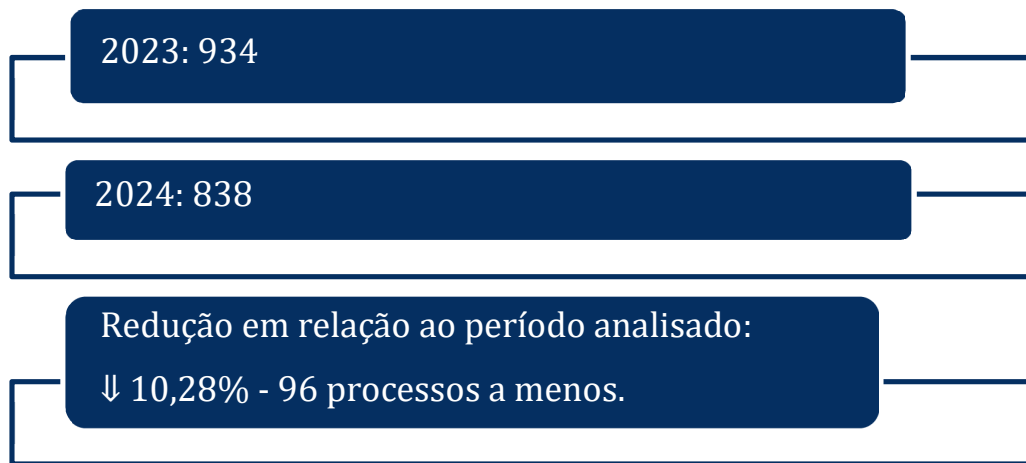 2023: 934
2024: 838
Redução em relação ao período analisado:
⇓ 10,28% - 96 processos a menos.